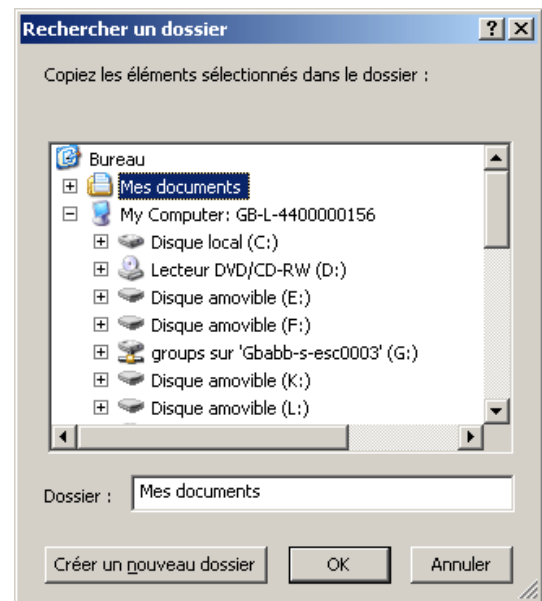 Rechercher un dossier
Copiez les éléments sélectionnés dans le dossier :
Bureau
Mes documents
My Computer: GB-L-4400000156
Disque local (C:)
Lecteur DVD/CD-RW (D:)
Disque amovible (E:)
Disque amovible (F:)
groups sur 'Gbabb-s-esc0003' (G:)
Disque amovible (K:)
Disque amovible (L:)
Dossier : Mes documents
Créer un nouveau dossier OK Annuler